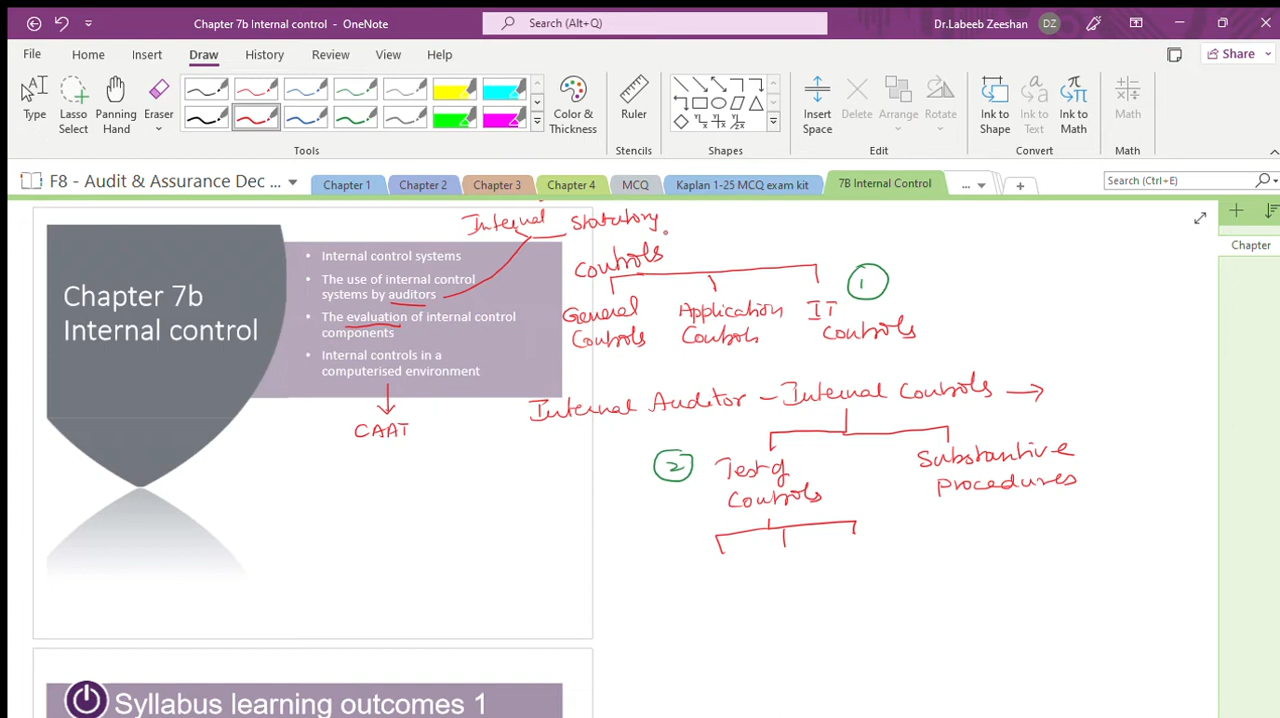 Chapter 7b Internal control - OneNote
Search (Alt+Q)
Dr.Labeeb Zeeshan
DZ
File
Home
Insert
Draw
History
Review
View
Help
Share
Type
Lasso
Select
Panning
Hand
Eraser
Color &
Thickness
Ruler
Insert
Space
Delete
Arrange
Rotate
Ink to
Shape
Ink to
Text
Ink to
Math
Math
Tools
Stencils
Shapes
Edit
Convert
Math
F8 - Audit & Assurance Dec ...
Chapter 1
Chapter 2
Chapter 3
Chapter 4
MCQ
Kaplan 1-25 MCQ exam kit
7B Internal Control
...
Search (Ctrl+E)
Chapter
Chapter 7b
Internal control
• Internal control systems
• The use of internal control
systems by auditors
• The evaluation of internal control
components
• Internal controls in a
computerised environment
CAAT
Internal Statutory
Controls
General
Controls
Application
Controls
IT
Controls
1
Internal Auditor - Internal Controls →
2
Test of
Controls
Substantive
Procedures
Syllabus learning outcomes 1